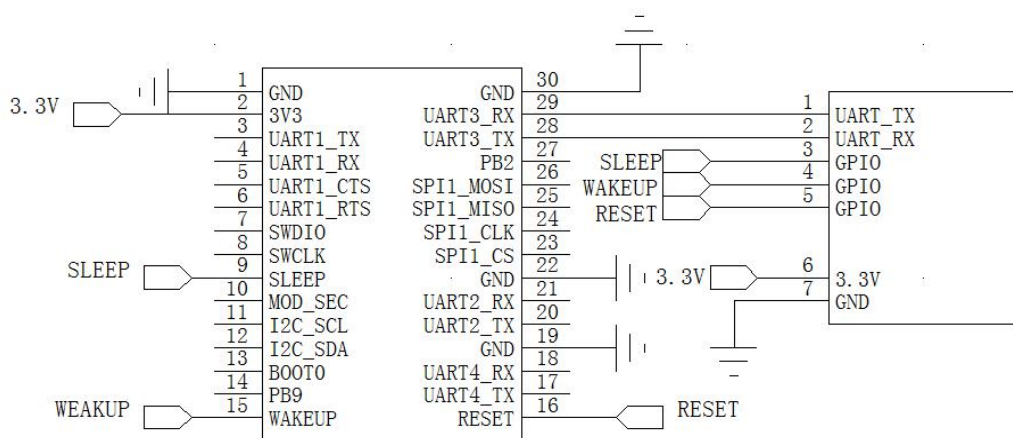 1 30
GND GND
3.3V 2 29 1
3V3 UART3_RX UART_TX
3 28 2
UART1_TX UART3_TX UART_RX
4 27 SLEEP 3
UART1_RX PB2 GPIO
5 26 WAKEUP 4
UART1_CTS SPI1_MOSI GPIO
6 25 RESET 5
UART1_RTS SPI1_MISO GPIO
7 24
SWDIO SPI1_CLK
8 23
SWCLK SPI1_CS
SLEEP 9 22 3.3V 6
SLEEP GND 3.3V
10 21 7
MOD_SEC UART2_RX GND
11 20
I2C_SCL UART2_TX
12 19
I2C_SDA GND
13 18
BOOT0 UART4_RX
14 17
PB9 UART4_TX
WEAKUP 15 16 RESET
WAKEUP RESET